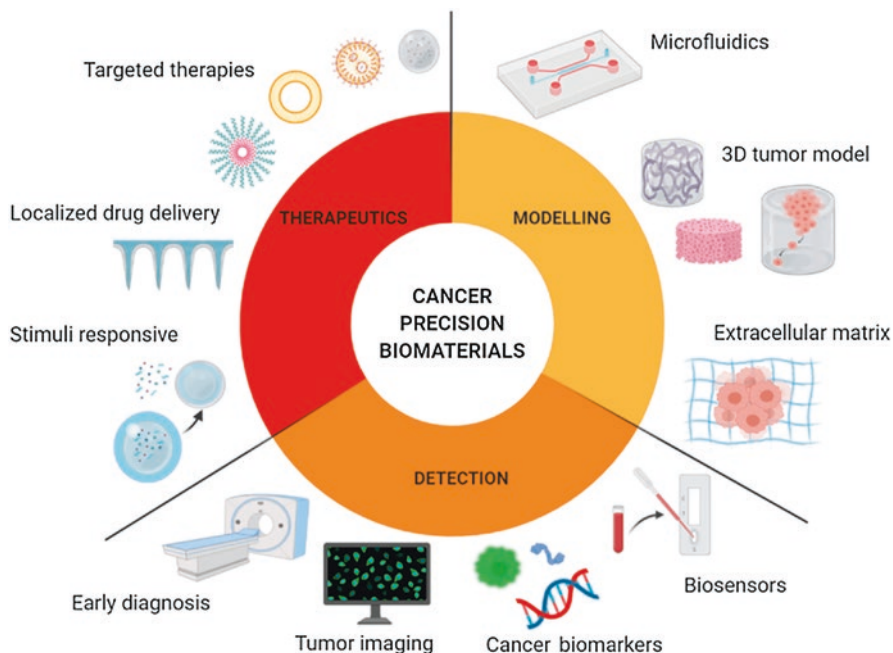 Targeted therapies
Microfluidics
3D tumor model
Localized drug delivery
THERAPEUTICS
MODELLING
CANCER
PRECISION
BIOMATERIALS
Stimuli responsive
Extracellular matrix
DETECTION
Early diagnosis
Tumor imaging
Cancer biomarkers
Biosensors